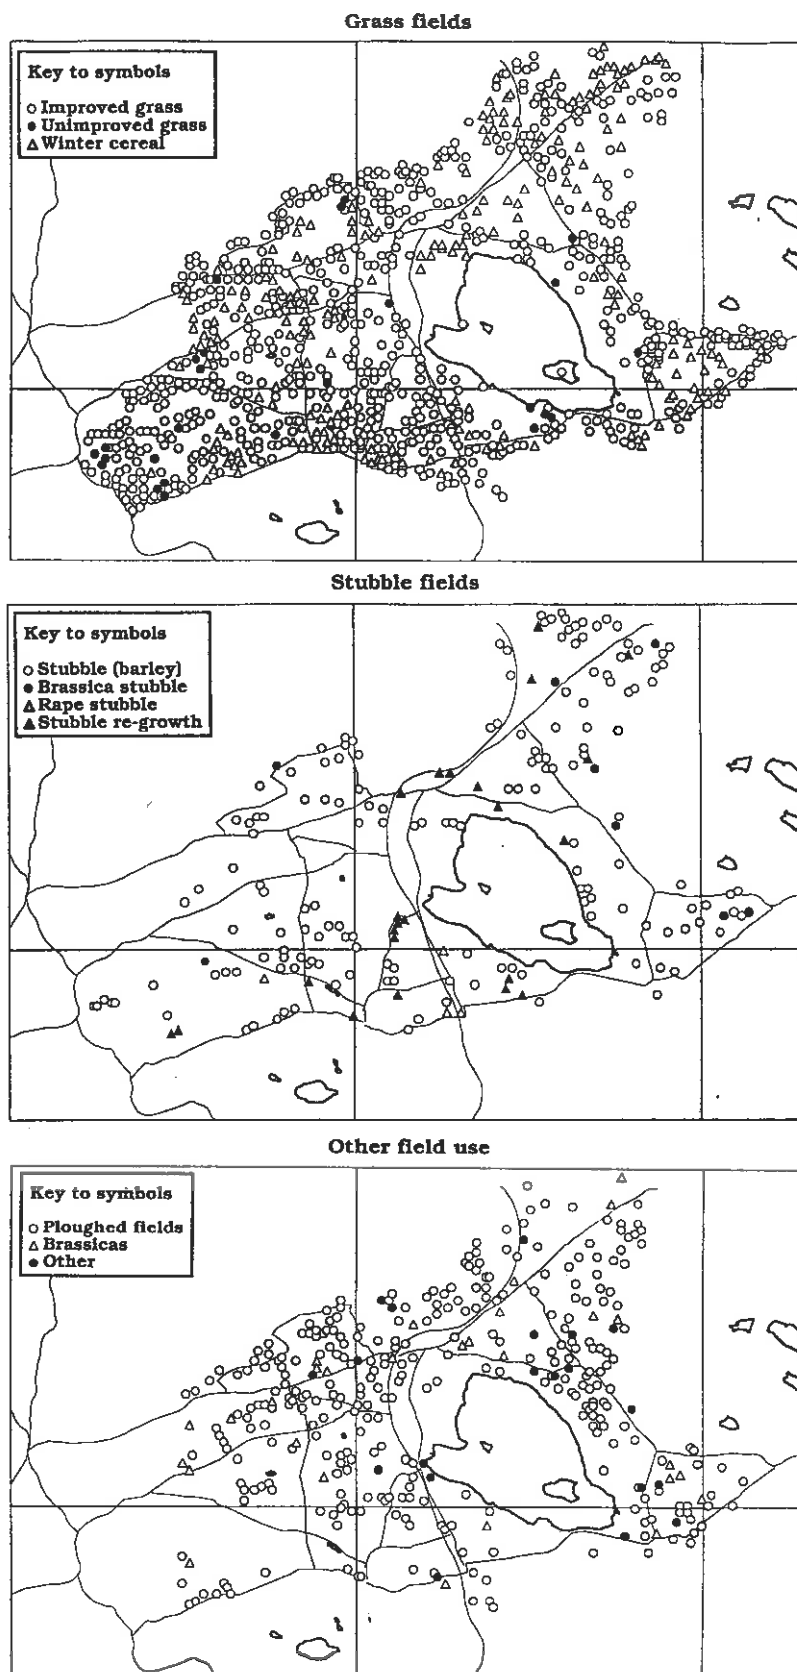 Grass fields
Key to symbols
Improved grass
Unimproved grass
Winter cereal
Stubble fields
Key to symbols
Stubble (barley)
Brassica stubble
Rape stubble
Stubble re-growth
Other field use
Key to symbols
Ploughed fields
Brassicas
Other